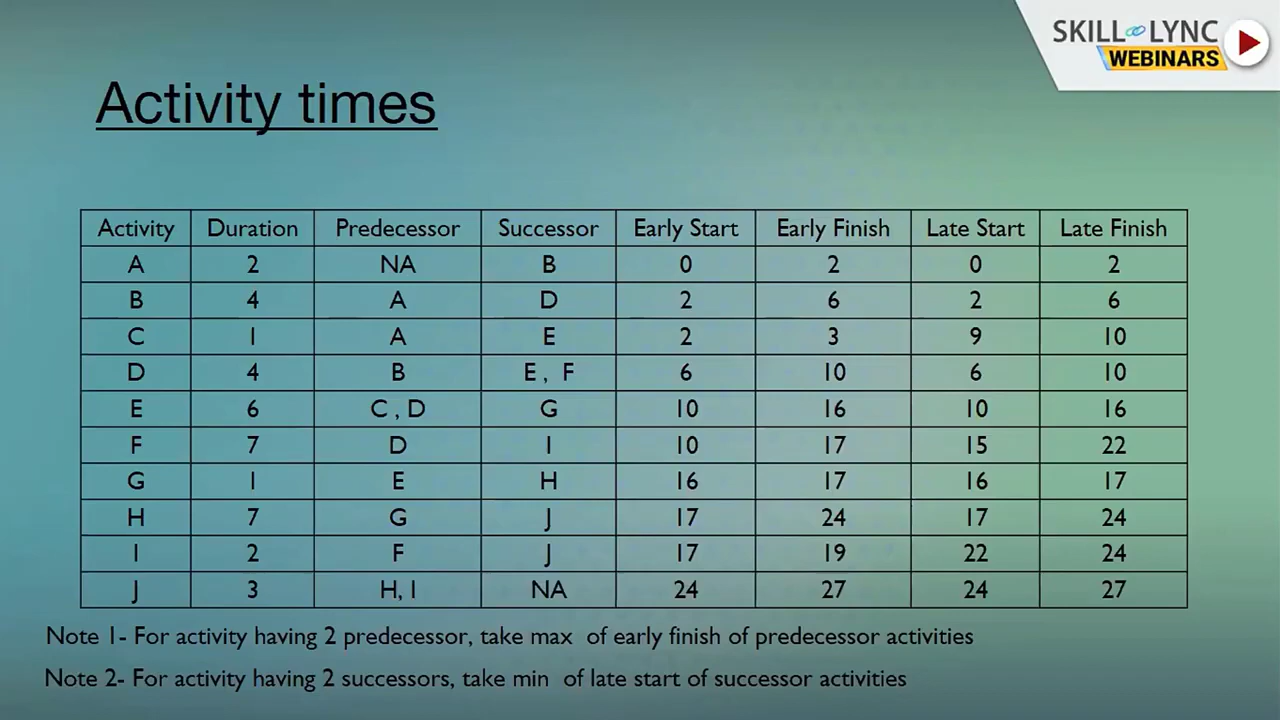 SKILL LYNC
WEBINARS
Activity times
Activity Duration Predecessor Successor Early Start Early Finish Late Start Late Finish
A 2 NA B 0 2 0 2
B 4 A D 2 6 2 6
C 1 A E 2 3 9 10
D 4 B E , F 6 10 6 10
E 6 C , D G 10 16 10 16
F 7 D I 10 17 15 22
G 1 E H 16 17 16 17
H 7 G J 17 24 17 24
I 2 F J 17 19 22 24
J 3 H, I NA 24 27 24 27
Note 1- For activity having 2 predecessor, take max of early finish of predecessor activities
Note 2- For activity having 2 successors, take min of late start of successor activities